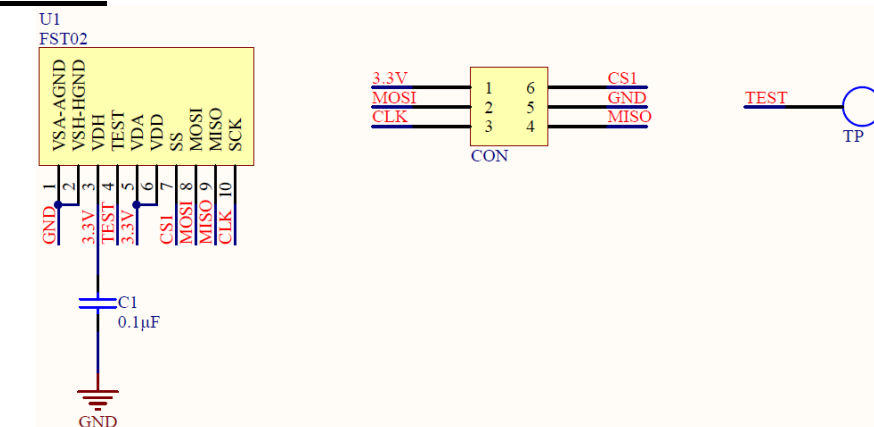 U1
FST02
VSA-AGND
VSH-HGND
VDH
TEST
VDA
VDD
SS
MOSI
MISO
SCK
1
2
3
4
5
6
7
8
9
10
GND
3.3V
TEST
3.3V
CS1
MOSI
MISO
CLK
C1
0.1µF
GND
3.3V 1 6 CS1
MOSI 2 5 GND
CLK 3 4 MISO
CON
TEST
TP